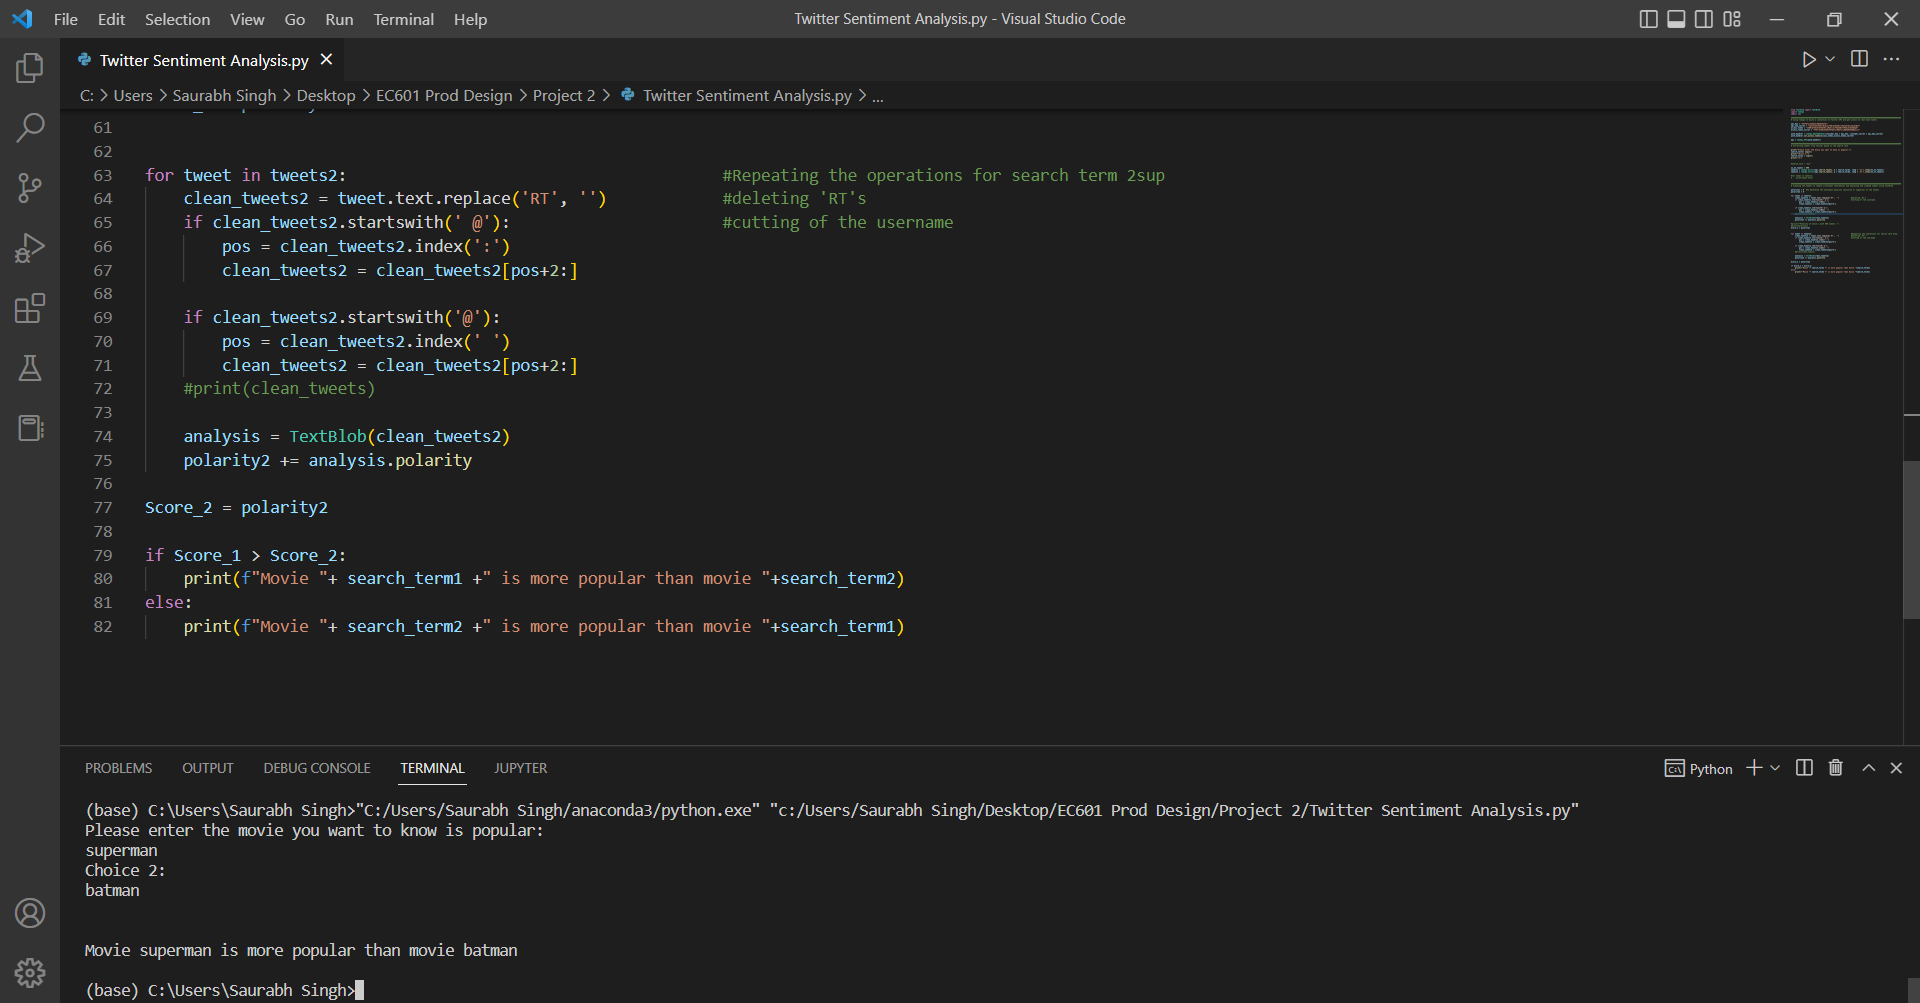 File Edit Selection View Go Run Terminal Help
Twitter Sentiment Analysis.py - Visual Studio Code
Twitter Sentiment Analysis.py
C: > Users > Saurabh Singh > Desktop > EC601 Prod Design > Project 2 > Twitter Sentiment Analysis.py > ...
61
62
63 for tweet in tweets2: #Repeating the operations for search term 2sup
64 clean_tweets2 = tweet.text.replace('RT', '') #deleting 'RT's
65 if clean_tweets2.startswith(' @'): #cutting of the username
66 pos = clean_tweets2.index(':')
67 clean_tweets2 = clean_tweets2[pos+2:]
68
69 if clean_tweets2.startswith('@'):
70 pos = clean_tweets2.index(' ')
71 clean_tweets2 = clean_tweets2[pos+2:]
72 #print(clean_tweets)
73
74 analysis = TextBlob(clean_tweets2)
75 polarity2 += analysis.polarity
76
77 Score_2 = polarity2
78
79 if Score_1 > Score_2:
80 print(f"Movie "+ search_term1 +" is more popular than movie "+search_term2)
81 else:
82 print(f"Movie "+ search_term2 +" is more popular than movie "+search_term1)
PROBLEMS OUTPUT DEBUG CONSOLE TERMINAL JUPYTER
Python
(base) C:\Users\Saurabh Singh>"C:/Users/Saurabh Singh/anaconda3/python.exe" "c:/Users/Saurabh Singh/Desktop/EC601 Prod Design/Project 2/Twitter Sentiment Analysis.py"
Please enter the movie you want to know is popular:
superman
Choice 2:
batman
Movie superman is more popular than movie batman
(base) C:\Users\Saurabh Singh>